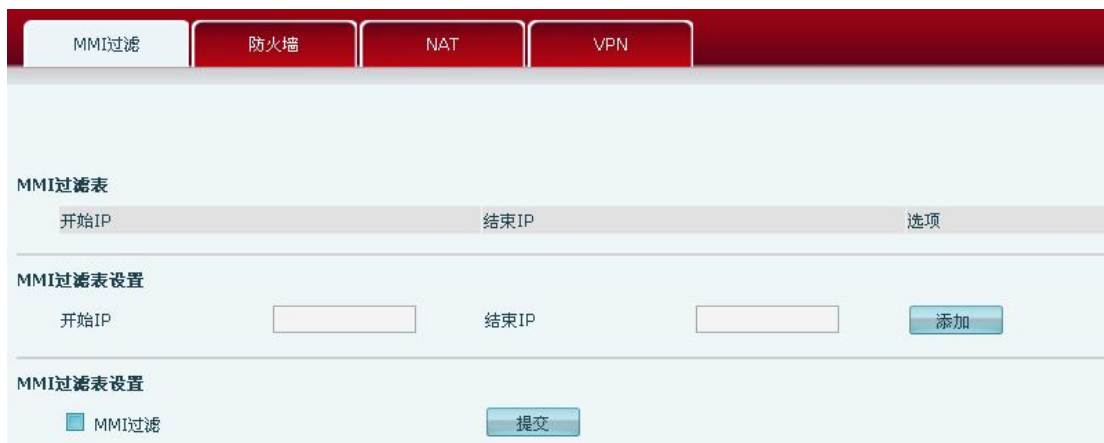 MMI过滤 防火墙 NAT VPN
MMI过滤表
开始IP 结束IP 选项
MMI过滤表设置
开始IP 结束IP 添加
MMI过滤表设置
MMI过滤 提交